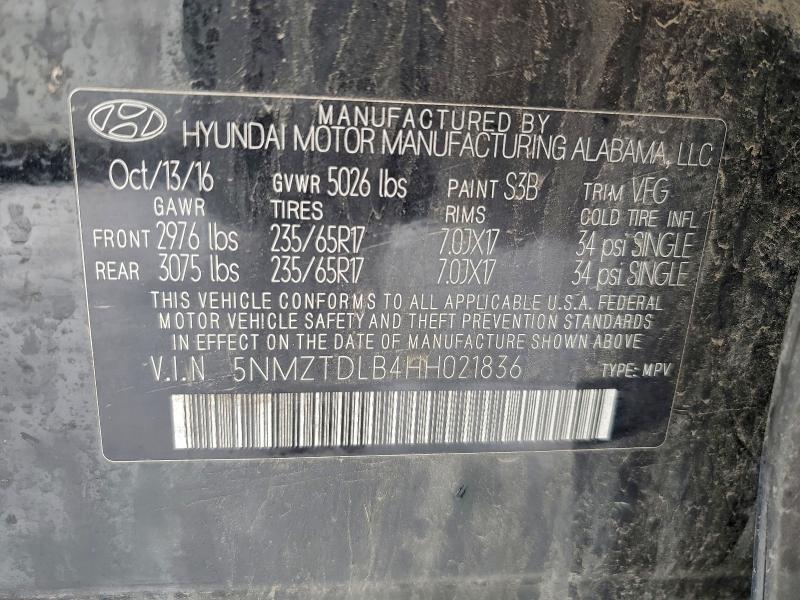 MANUFACTURED BY
HYUNDAI MOTOR MANUFACTURING ALABAMA, LLC
Oct/13/16 GVWR 5026 lbs PAINT S3B TRIM VEG
GAWR TIRES RIMS COLD TIRE INFL
FRONT 2976 lbs 235/65R17 7.0JX17 34 psi SINGLE
REAR 3075 lbs 235/65R17 7.0JX17 34 psi SINGLE
THIS VEHICLE CONFORMS TO ALL APPLICABLE U.S.A. FEDERAL
MOTOR VEHICLE SAFETY AND THEFT PREVENTION STANDARDS
IN EFFECT ON THE DATE OF MANUFACTURE SHOWN ABOVE
V.I.N 5NMZTDLB4HH021836 TYPE: MPV